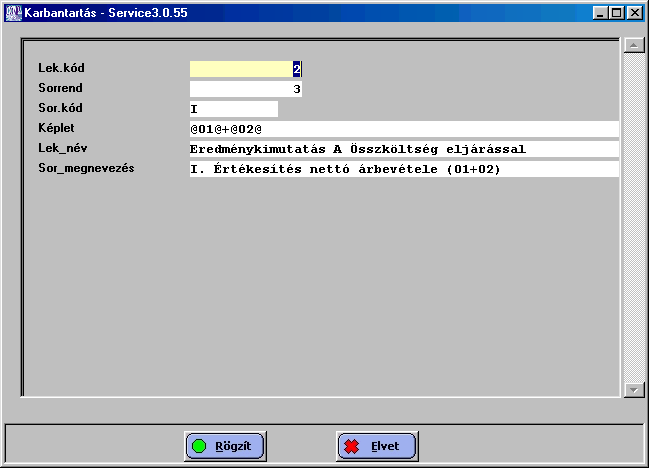 Karbantartás - Service3.0.55
Lek.kód 2
Sorrend 3
Sor.kód I
Képlet @01@+@02@
Lek_név Eredménykimutatás A Összköltség eljárással
Sor_megnevezés I. Értékesítés nettó árbevétele (01+02)
Rögzít Elvet